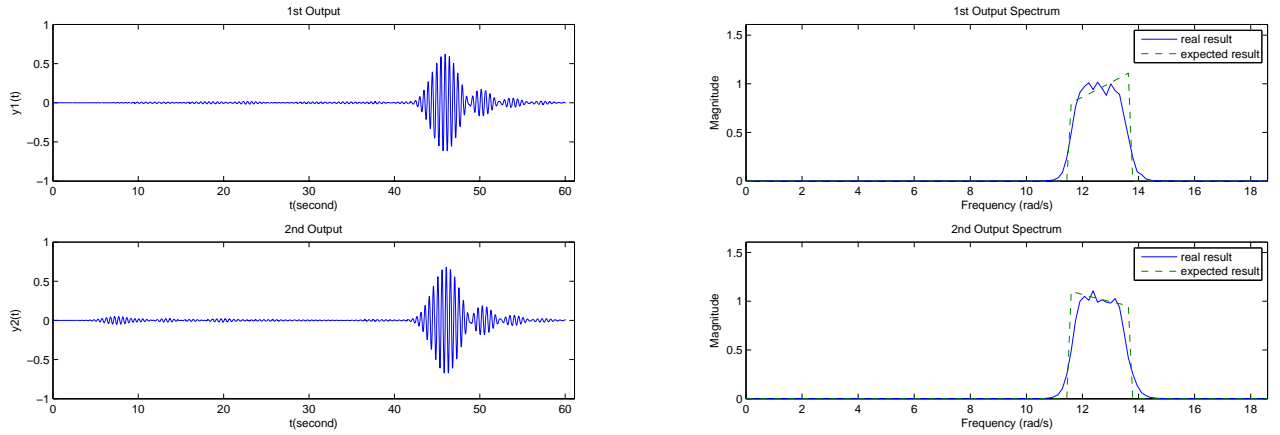 1st Output
1
0.5
0
−0.5
−1
y1(t)
0 10 20 30 40 50 60
t(second)
1st Output Spectrum
real result
expected result
1.5
1
0.5
0
Magnitude
0 2 4 6 8 10 12 14 16 18
Frequency (rad/s)
2nd Output
1
0.5
0
−0.5
−1
y2(t)
0 10 20 30 40 50 60
t(second)
2nd Output Spectrum
real result
expected result
1.5
1
0.5
0
Magnitude
0 2 4 6 8 10 12 14 16 18
Frequency (rad/s)